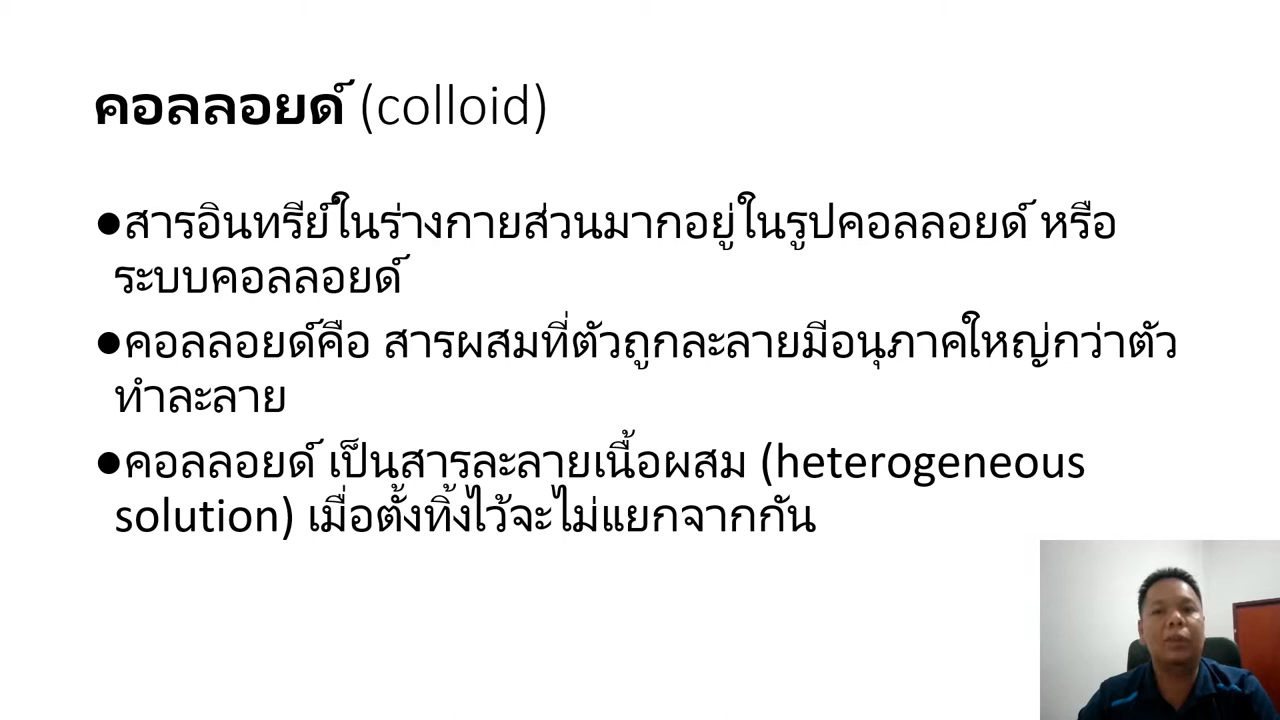 คอลลอยด์ (colloid)
●สารอินทรีย์ในร่างกายส่วนมากอยู่ในรูปคอลลอยด์ หรือ
ระบบคอลลอยด์
●คอลลอยด์คือ สารผสมที่ตัวถูกละลายมีอนุภาคใหญ่กว่าตัว
ทำละลาย
●คอลลอยด์ เป็นสารละลายเนื้อผสม (heterogeneous
solution) เมื่อตั้งทิ้งไว้จะไม่แยกจากกัน